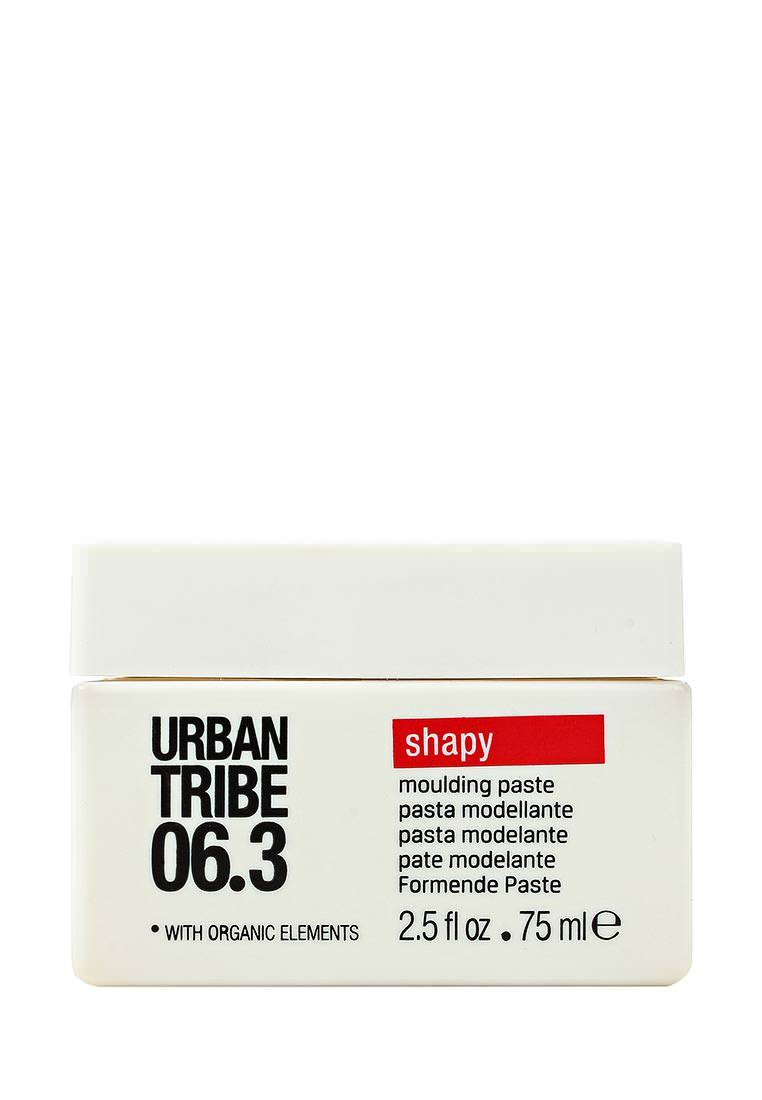 URBAN
TRIBE
06.3
• WITH ORGANIC ELEMENTS
shapy
moulding paste
pasta modellante
pasta modelante
pate modelante
Formende Paste
2.5 fl oz . 75 ml ℮